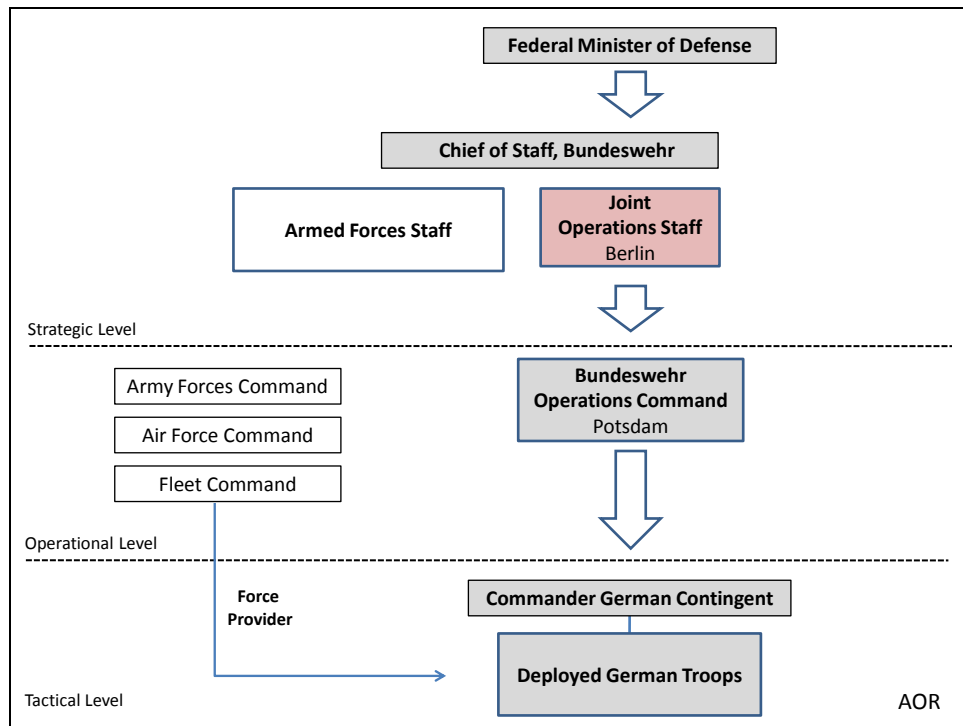 Federal Minister of Defense
Chief of Staff, Bundeswehr
Armed Forces Staff
Joint
Operations Staff
Berlin
Strategic Level
Army Forces Command
Air Force Command
Fleet Command
Bundeswehr
Operations Command
Potsdam
Operational Level
Force
Provider
Commander German Contingent
Deployed German Troops
Tactical Level
AOR